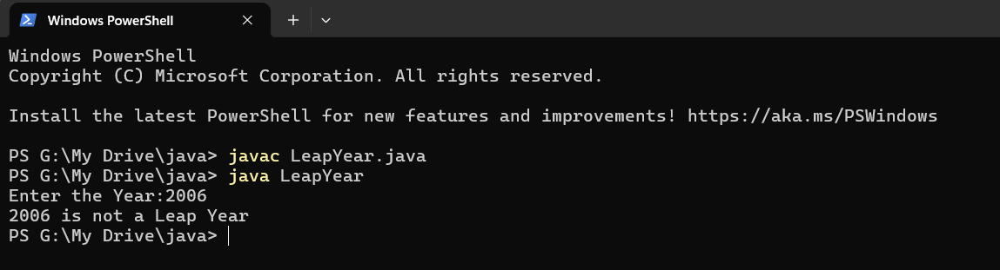 Windows PowerShell
Windows PowerShell
Copyright (C) Microsoft Corporation. All rights reserved.
Install the latest PowerShell for new features and improvements! https://aka.ms/PSWindows
PS G:\My Drive\java> javac LeapYear.java
PS G:\My Drive\java> java LeapYear
Enter the Year:2006
2006 is not a Leap Year
PS G:\My Drive\java>